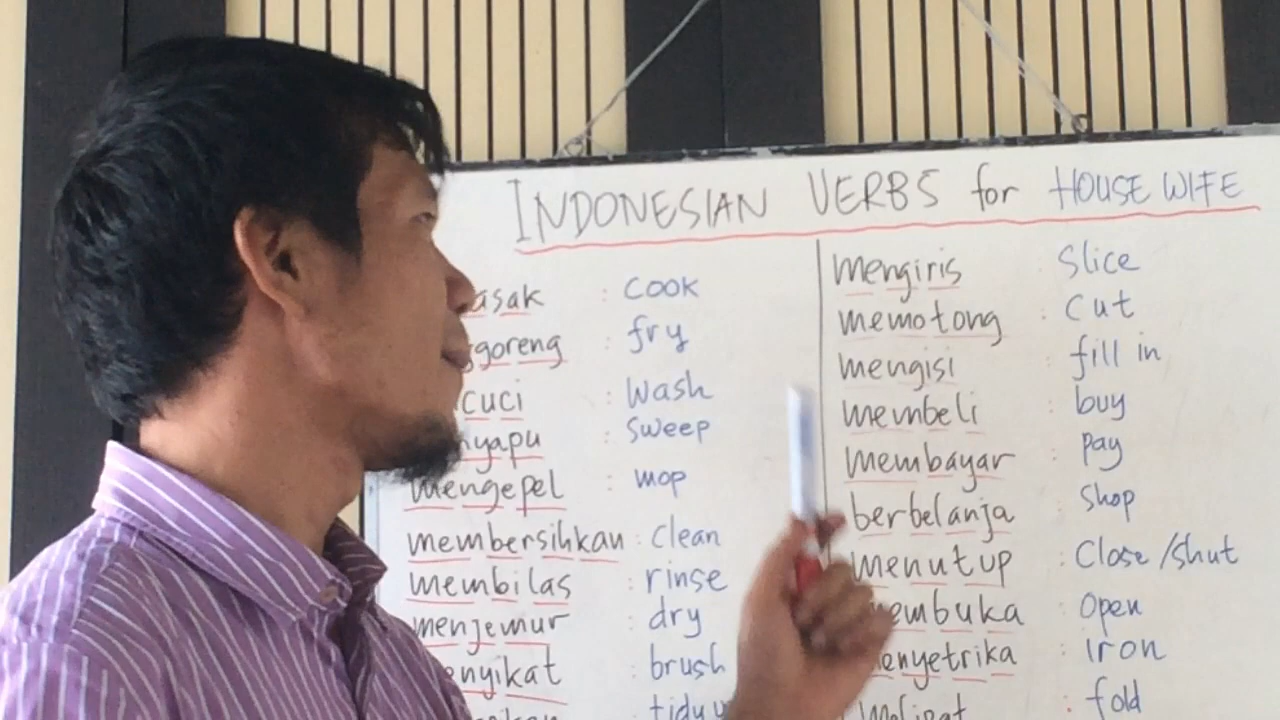 INDONESIAN VERBS for HOUSE WIFE
asak : cook
goreng : fry
cuci : wash
nyapu : sweep
mengepel : mop
membersihkan : clean
membilas : rinse
menjemur : dry
enyikat : brush
: tidy u
mengiris : slice
memotong : cut
mengisi : fill in
membeli : buy
membayar : pay
berbelanja : shop
menutup : Close/shut
embuka : open
enyetrika : iron
Melipat : fold